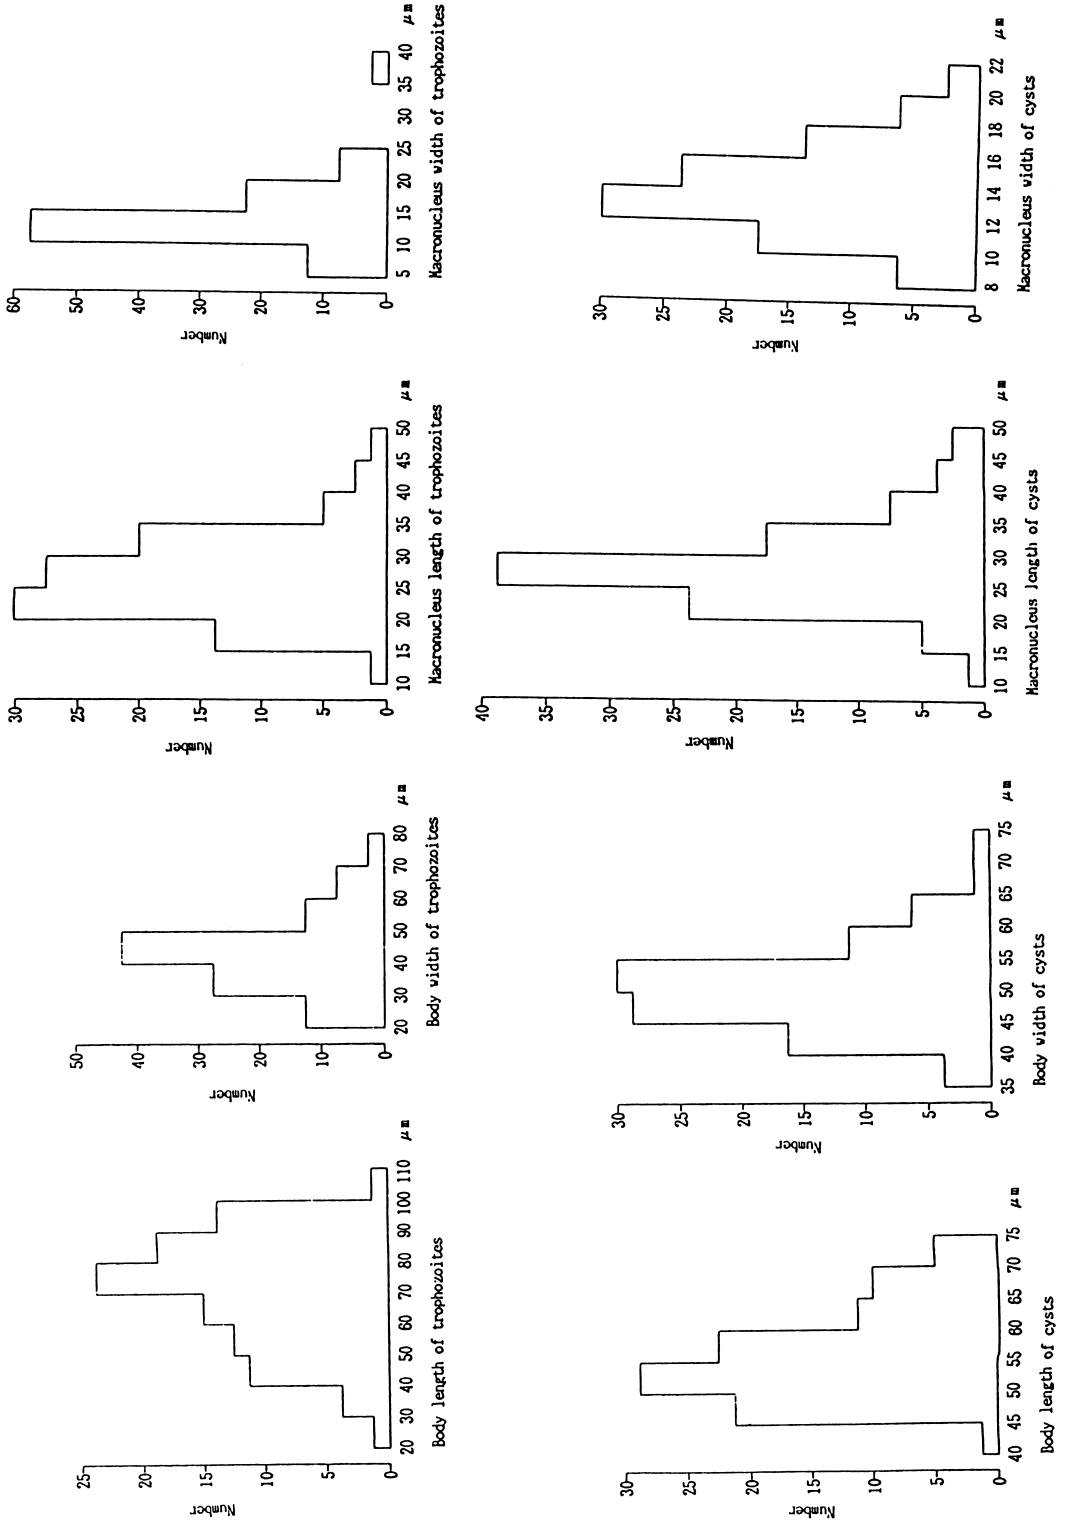 25 20 15 10 5 0
Number
20 30 40 50 60 70 80 90 100 110 μm
Body length of trophozoites
50 40 30 20 10 0
Number
20 30 40 50 60 70 80 μm
Body width of trophozoites
30 25 20 15 10 5 0
Number
10 15 20 25 30 35 40 45 50 μm
Macronucleus length of trophozoites
60 50 40 30 20 10 0
Number
5 10 15 20 25 30 35 40 μm
Macronucleus width of trophozoites
30 25 20 15 10 5 0
Number
40 45 50 55 60 65 70 75 μm
Body length of cysts
30 25 20 15 10 5 0
Number
35 40 45 50 55 60 65 70 75 μm
Body width of cysts
40 35 30 25 20 15 10 5 0
Number
10 15 20 25 30 35 40 45 50 μm
Macronucleus length of cysts
30 25 20 15 10 5 0
Number
8 10 12 14 16 18 20 22 μm
Macronucleus width of cysts